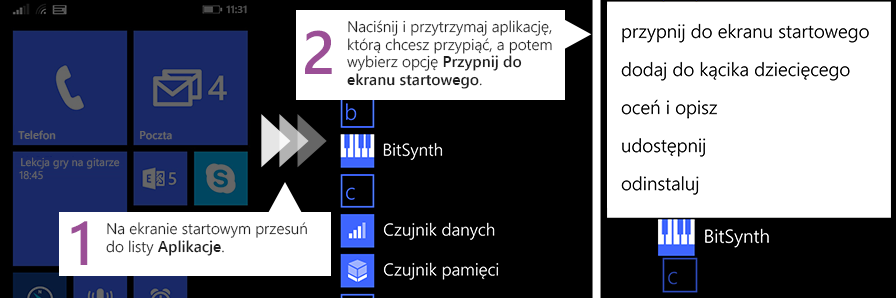 11:31
4
Telefon
Poczta
Lekcja gry na gitarze
18:45
E 5
S
1
Na ekranie startowym przesuń
do listy Aplikacje.
2
Naciśnij i przytrzymaj aplikację,
którą chcesz przypiąć, a potem
wybierz opcję Przypnij do
ekranu startowego.
b
BitSynth
c
Czujnik danych
Czujnik pamięci
przypnij do ekranu startowego
dodaj do kącika dziecięcego
oceń i opisz
udostępnij
odinstaluj
BitSynth
c